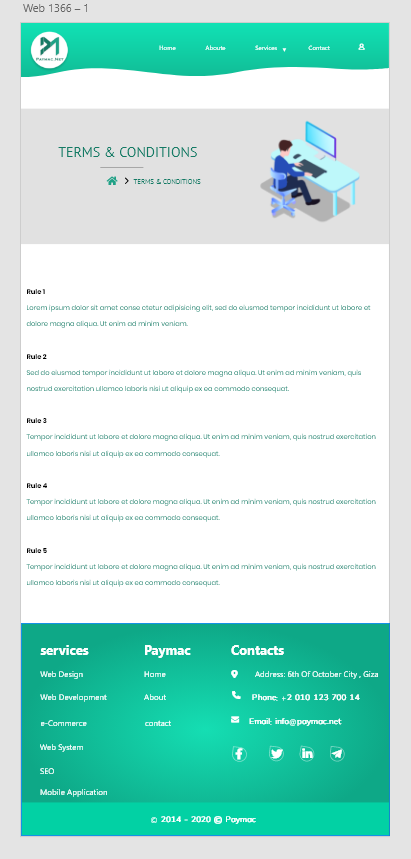 Web 1366 – 1
PAYMAC.NET
Home Aboute Services Contact
TERMS & CONDITIONS
TERMS & CONDITIONS
Rule 1
Lorem ipsum dolor sit amet conse ctetur adipisicing elit, sed do eiusmod tempor incididunt ut labore et
dolore magna aliqua. Ut enim ad minim veniam.
Rule 2
Sed do eiusmod tempor incididunt ut labore et dolore magna aliqua. Ut enim ad minim veniam, quis
nostrud exercitation ullamco laboris nisi ut aliquip ex ea commodo consequat.
Rule 3
Tempor incididunt ut labore et dolore magna aliqua. Ut enim ad minim veniam, quis nostrud exercitation
ullamco laboris nisi ut aliquip ex ea commodo consequat.
Rule 4
Tempor incididunt ut labore et dolore magna aliqua. Ut enim ad minim veniam, quis nostrud exercitation
ullamco laboris nisi ut aliquip ex ea commodo consequat.
Rule 5
Tempor incididunt ut labore et dolore magna aliqua. Ut enim ad minim veniam, quis nostrud exercitation
ullamco laboris nisi ut aliquip ex ea commodo consequat.
services
Web Design
Web Development
e-Commerce
Web System
SEO
Mobile Application
Paymac
Home
About
contact
Contacts
Address: 6th Of October City , Giza
Phone: +2 010 123 700 14
Email: info@paymac.net
© 2014 - 2020 @ Paymac